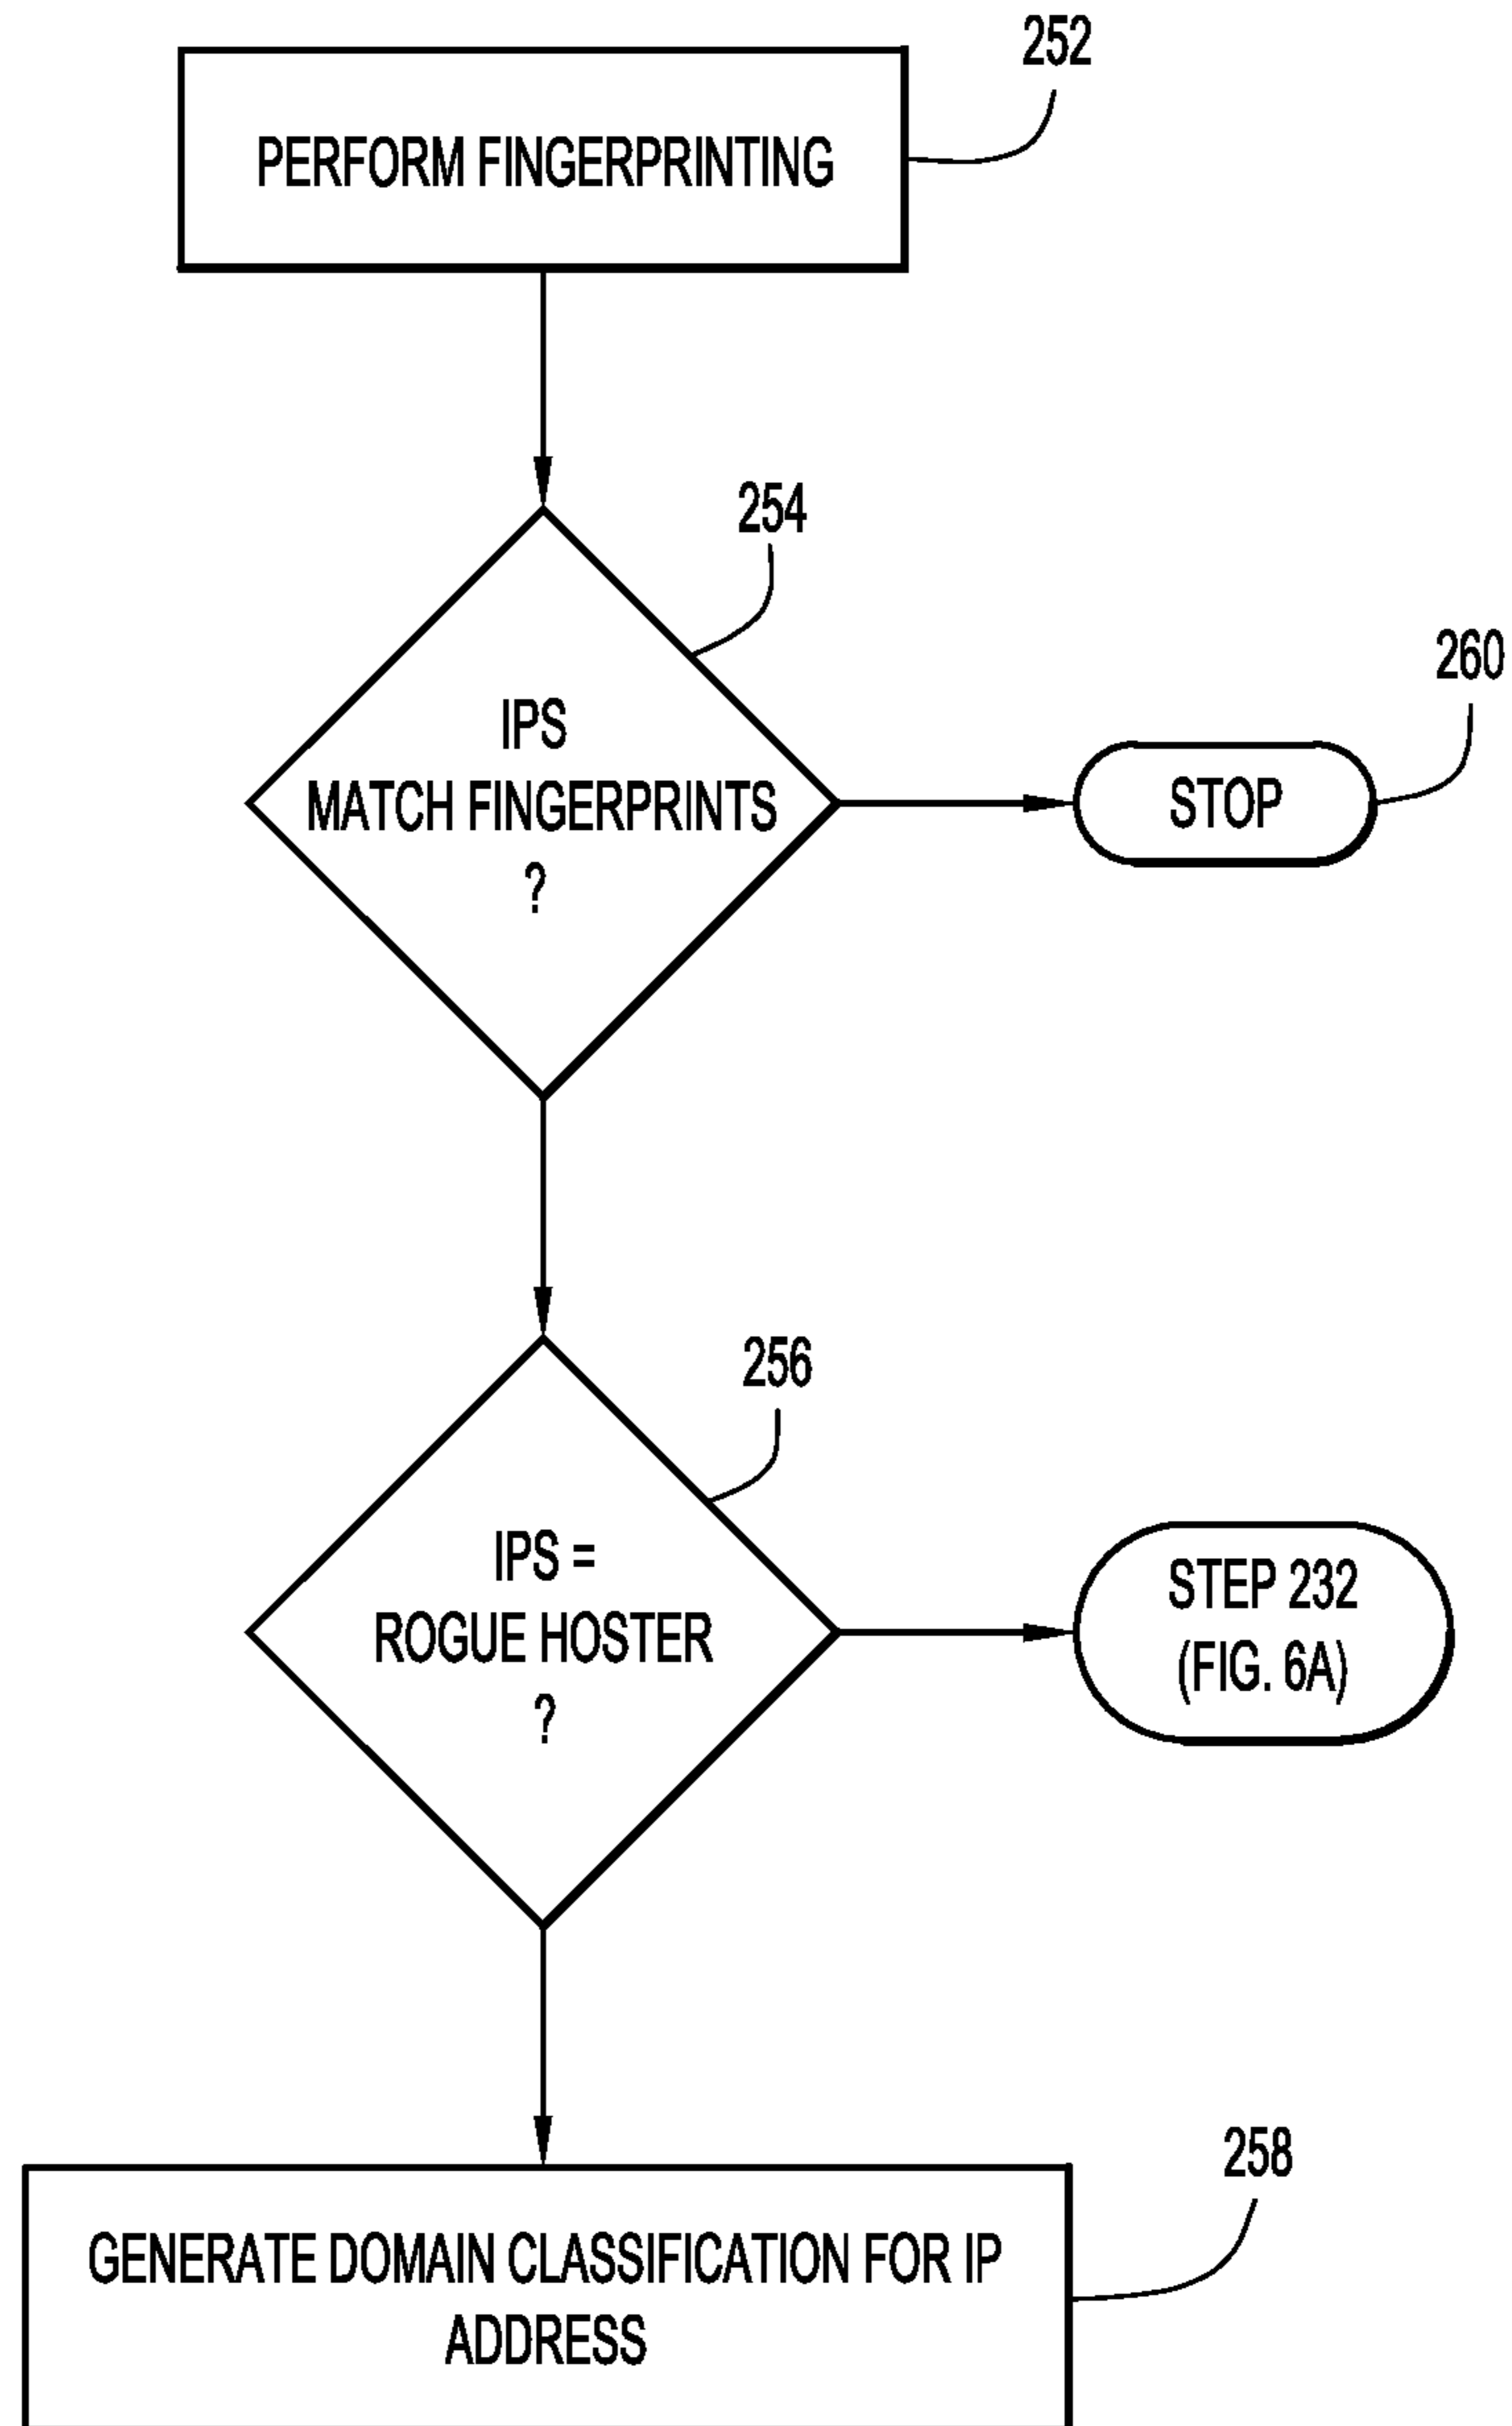 252
PERFORM FINGERPRINTING
254
IPS
MATCH FINGERPRINTS
?
260
STOP
256
IPS =
ROGUE HOSTER
?
STEP 232
(FIG. 6A)
258
GENERATE DOMAIN CLASSIFICATION FOR IP
ADDRESS